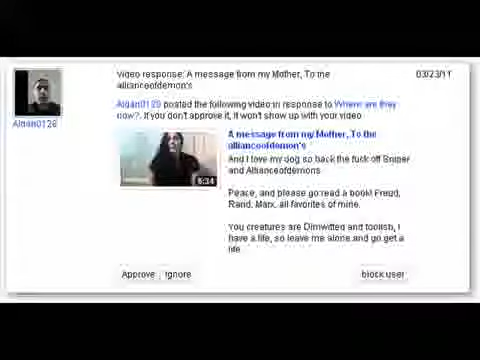 Video response: A message from my Mother, To the
allianceofdemon's
03/23/11
Aidan0129 posted the following video in response to Where are they
now?. If you don't approve it, it won't show up with your video
Aidan0129
A message from my Mother, To the
allianceofdemon's
And I love my dog so back the fuck off Sniper
and Allianceofdemons
5:34
Peace, and please go read a book! Freud,
Rand, Marx, all favorites of mine.
You creatures are Dimwitted and foolish, I
have a life, so leave me alone and go get a
life.
Approve
Ignore
block user